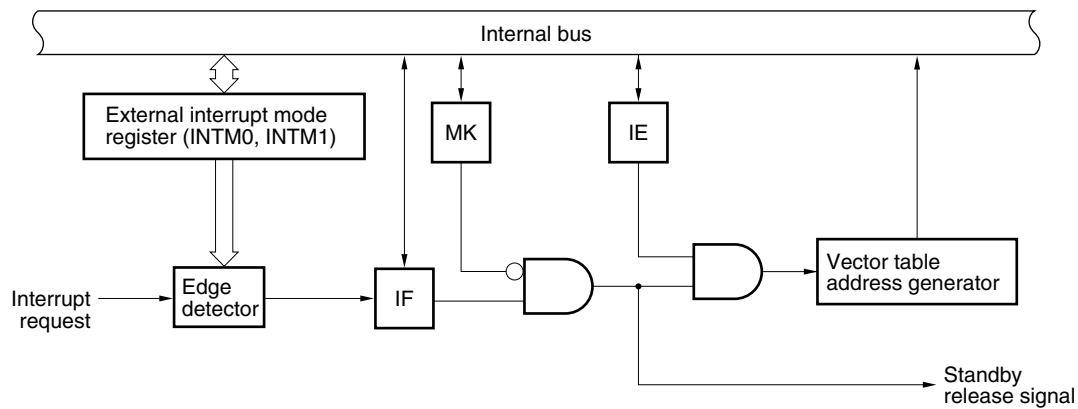 Internal bus
External interrupt mode
register (INTM0, INTM1)
MK
IE
Interrupt
request
Edge
detector
IF
Vector table
address generator
Standby
release signal